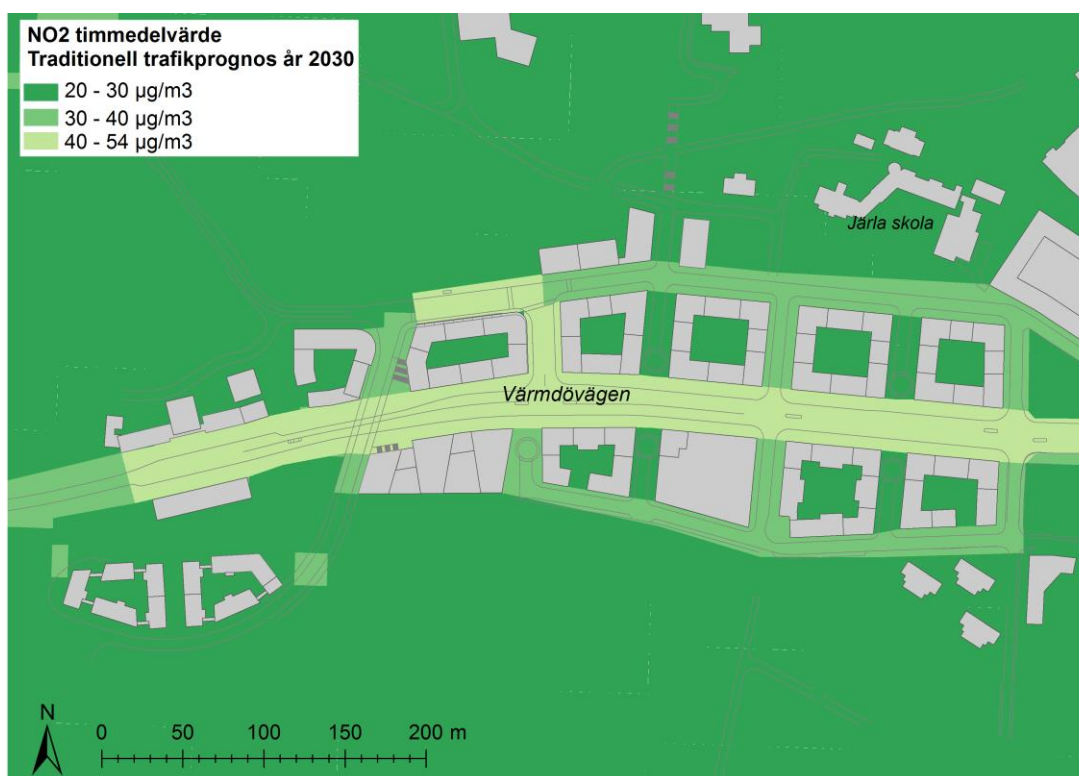 NO2 timmedelvärde
Traditionell trafikprognos år 2030
20 - 30 µg/m3
30 - 40 µg/m3
40 - 54 µg/m3
Järla skola
Värmdövägen
N
0 50 100 150 200 m